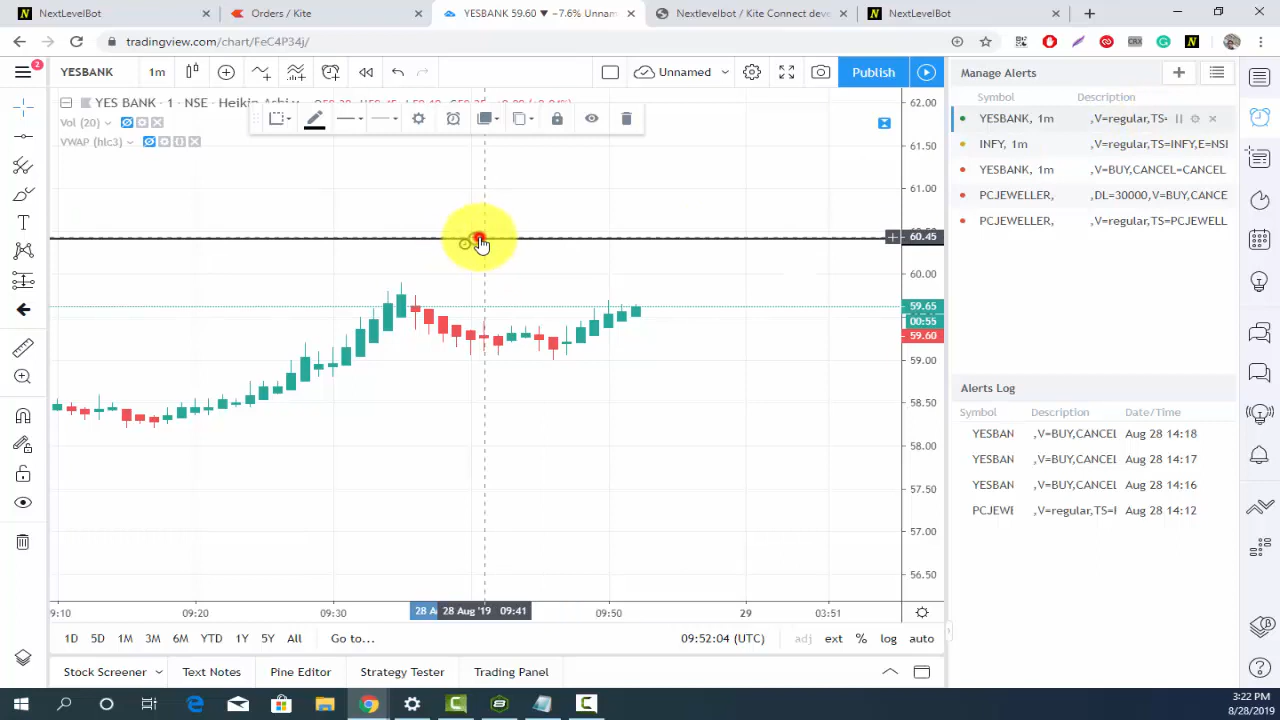 NextLevelBot
Orders / Kite
YESBANK 59.60 ▼ −7.6% Unnam
Nextlevelbot / Kite Connect deve
NextLevelBot
tradingview.com/chart/FeC4P34j/
2
YESBANK
1m
Unnamed
Publish
YES BANK · 1 · NSE · Heikin Ashi
Vol (20)
VWAP (hlc3)
62.00
61.50
61.00
60.45
60.00
59.65
00:55
59.60
59.00
58.50
58.00
57.50
57.00
56.50
9:10
09:20
09:30
28 A
28 Aug '19 09:41
09:50
29
03:51
1D 5D 1M 3M 6M YTD 1Y 5Y All Go to...
09:52:04 (UTC) adj ext % log auto
Stock Screener
Text Notes
Pine Editor
Strategy Tester
Trading Panel
Manage Alerts
Symbol Description
YESBANK, 1m ,V=regular,TS=
INFY, 1m ,V=regular,TS=INFY,E=NSI
YESBANK, 1m ,V=BUY,CANCEL=CANCEL
PCJEWELLER, ,DL=30000,V=BUY,CANCE
PCJEWELLER, ,V=regular,TS=PCJEWELL
Alerts Log
Symbol Description Date/Time
YESBAN ,V=BUY,CANCEL Aug 28 14:18
YESBAN ,V=BUY,CANCEL Aug 28 14:17
YESBAN ,V=BUY,CANCEL Aug 28 14:16
PCJEWE ,V=regular,TS=I Aug 28 14:12
3:22 PM
8/28/2019